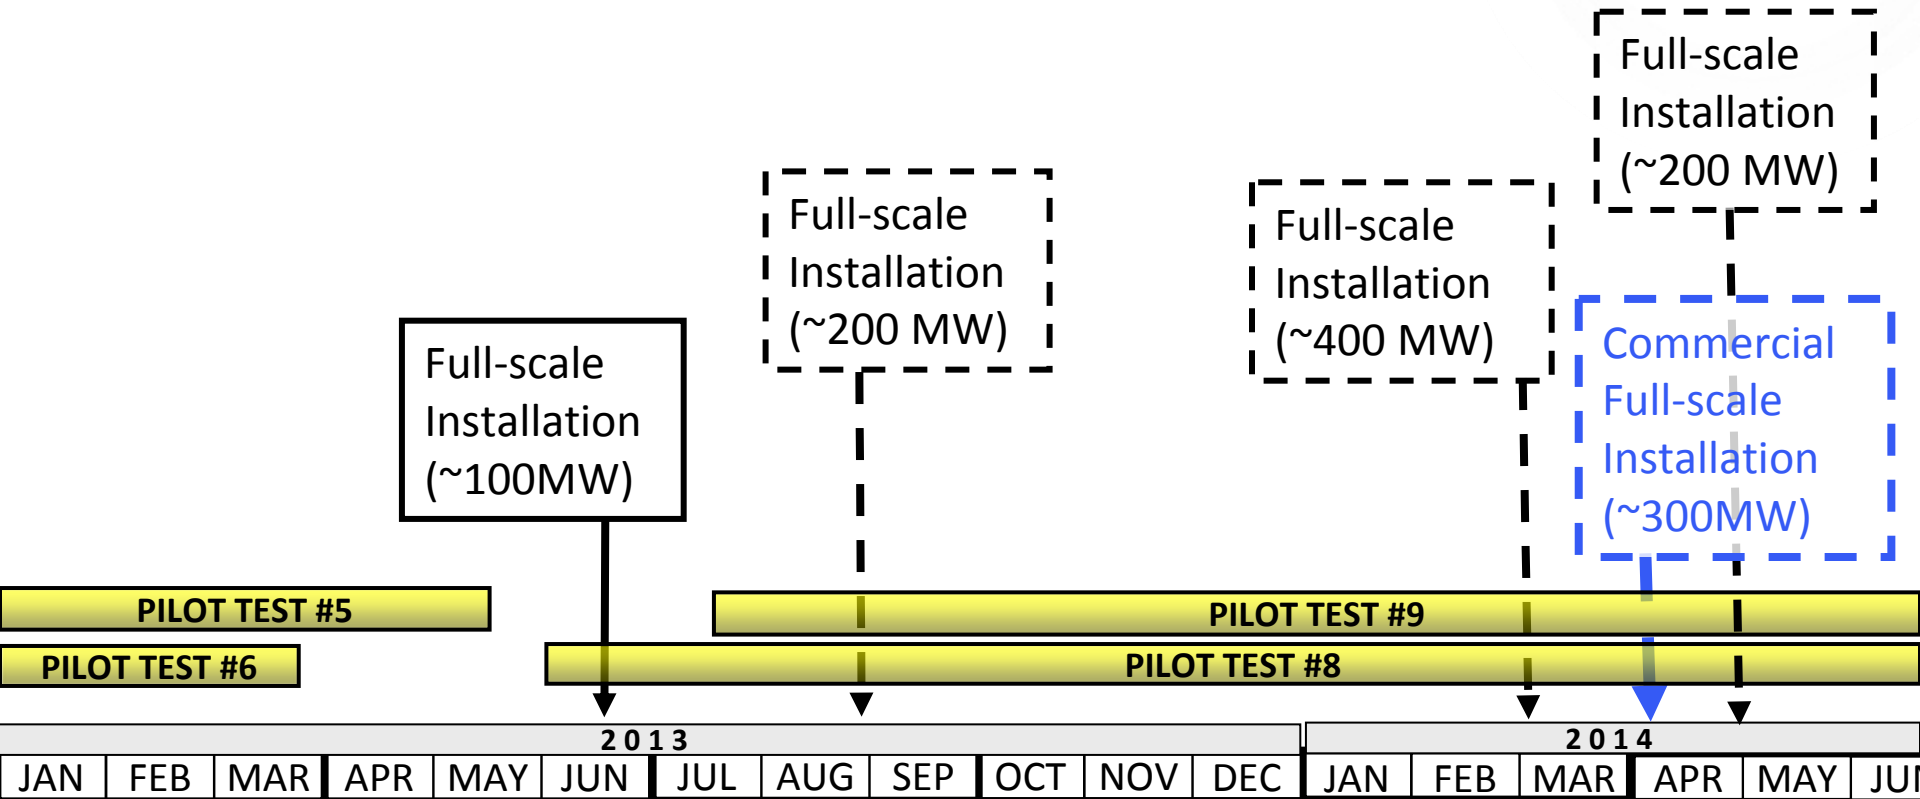 Full-scale
Installation
(~200 MW)
Full-scale
Installation
(~200 MW)
Full-scale
Installation
(~400 MW)
Full-scale
Installation
(~100MW)
Commercial
Full-scale
Installation
(~300MW)
PILOT TEST #5
PILOT TEST #9
PILOT TEST #6
PILOT TEST #8
2013 2014
JAN FEB MAR APR MAY JUN JUL AUG SEP OCT NOV DEC JAN FEB MAR APR MAY JUN